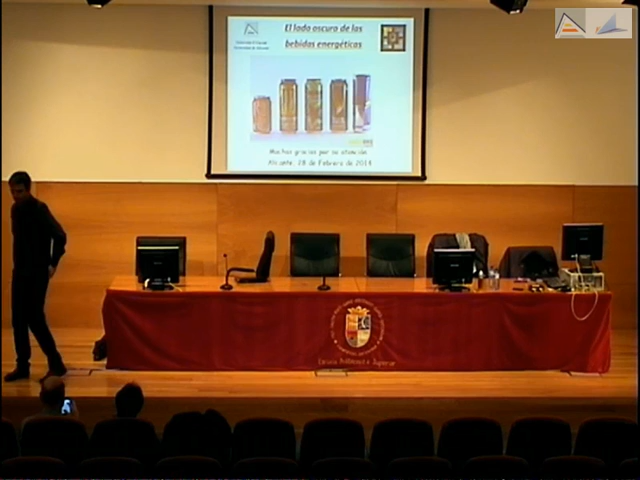 El lado oscuro de las
bebidas energéticas
Muchas gracias por su atención
Alicante, 28 de Febrero de 2014
Escuela Politécnica Superior